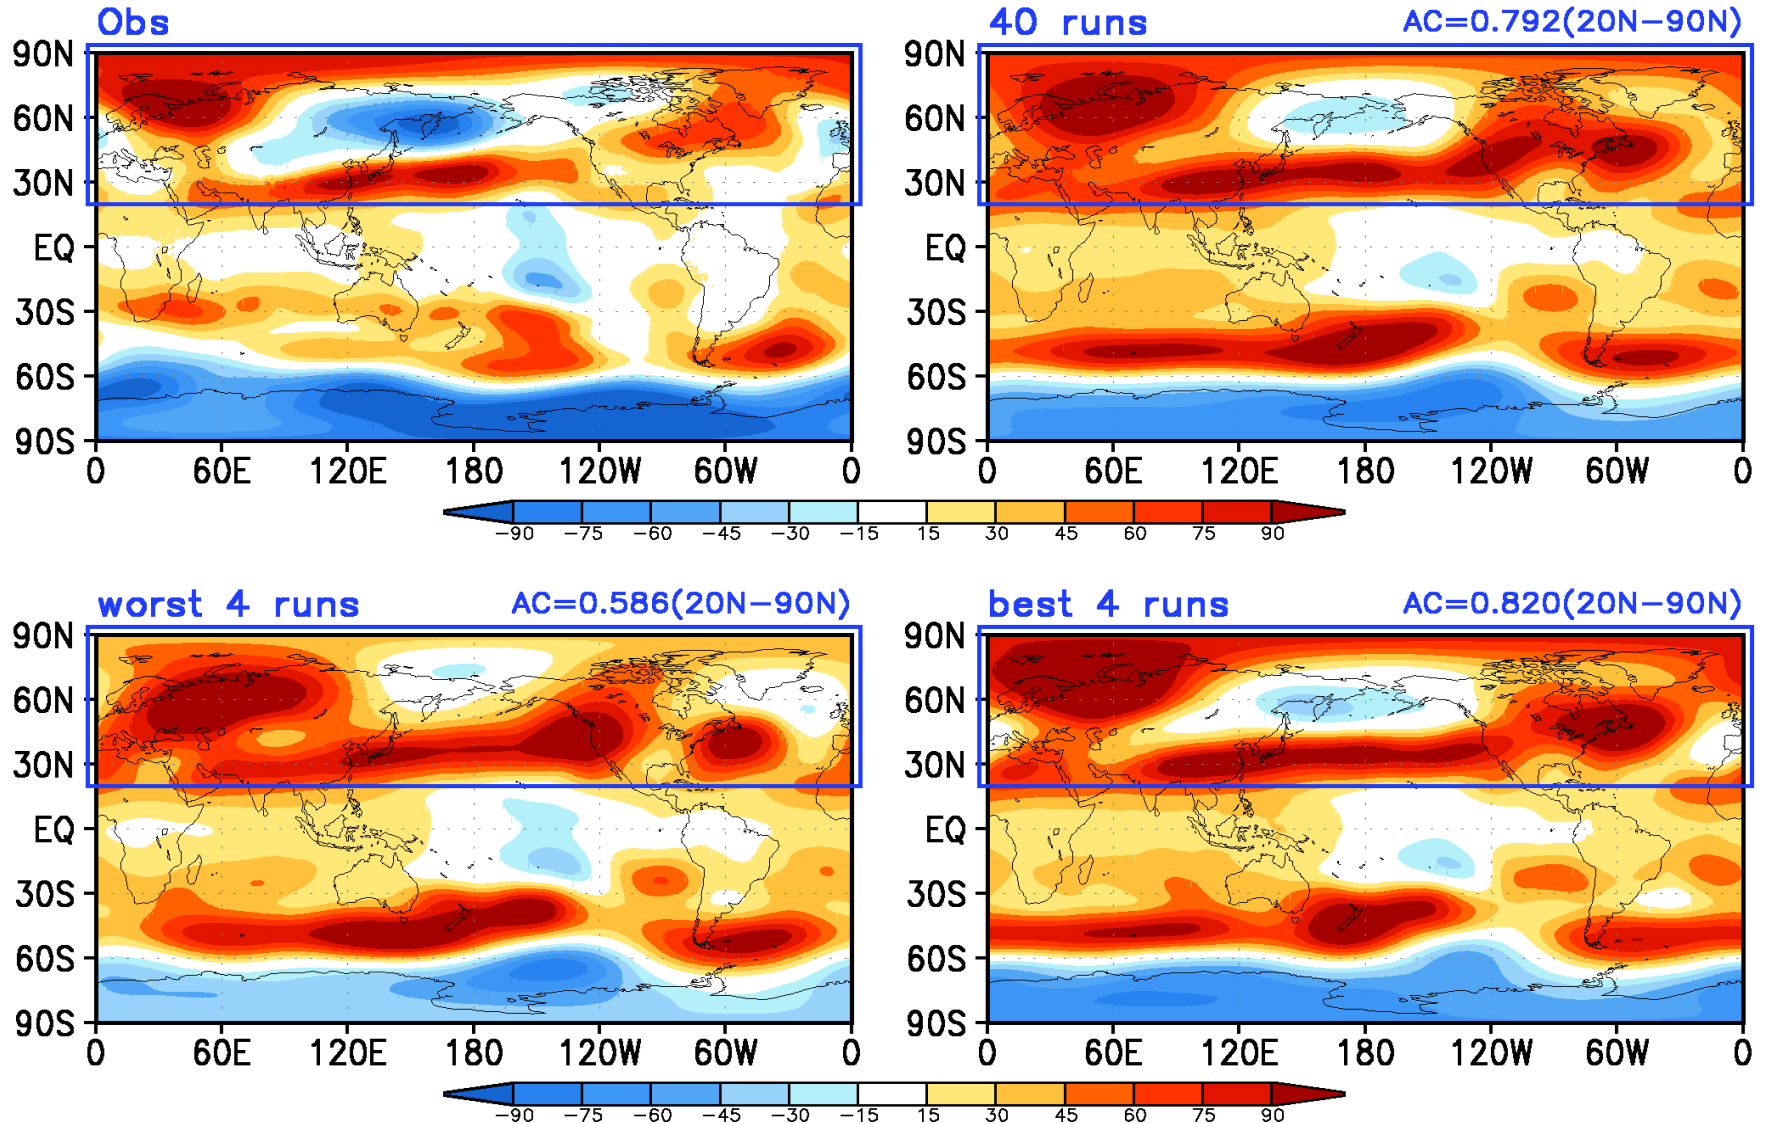 Obs
40 runs AC=0.792(20N−90N)
90N 90N
60N 60N
30N 30N
EQ EQ
30S 30S
60S 60S
90S 90S
0 60E 120E 180 120W 60W 0 0 60E 120E 180 120W 60W 0
−90 −75 −60 −45 −30 −15 15 30 45 60 75 90
worst 4 runs AC=0.586(20N−90N)
best 4 runs AC=0.820(20N−90N)
90N 90N
60N 60N
30N 30N
EQ EQ
30S 30S
60S 60S
90S 90S
0 60E 120E 180 120W 60W 0 0 60E 120E 180 120W 60W 0
−90 −75 −60 −45 −30 −15 15 30 45 60 75 90